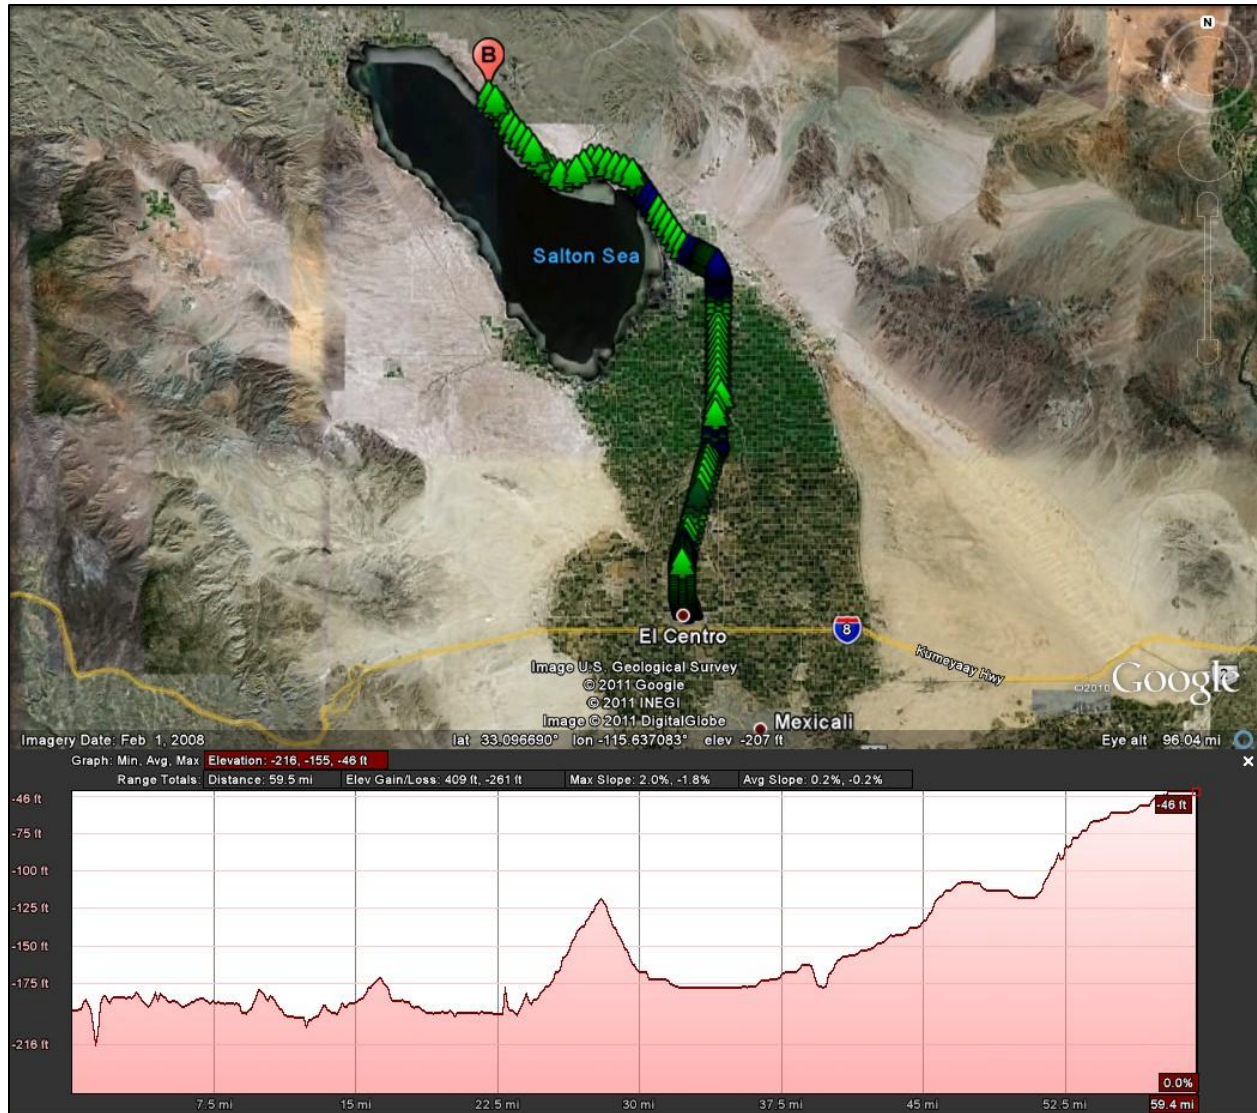 N
B
Salton Sea
El Centro
8
Kumeyaay Hwy
Image U.S. Geological Survey
© 2011 Google
© 2011 INEGI
Image © 2011 DigitalGlobe
©2010 Google
Mexicali
Imagery Date: Feb 1, 2008 lat 33.096690° lon -115.637083° elev -207 ft Eye alt 96.04 mi
Graph: Min, Avg, Max Elevation: -216, -155, -46 ft
Range Totals: Distance: 59.5 mi Elev Gain/Loss: 409 ft, -261 ft Max Slope: 2.0%, -1.8% Avg Slope: 0.2%, -0.2%
-46 ft
-46 ft
-75 ft
-100 ft
-125 ft
-150 ft
-175 ft
-216 ft
0.0%
7.5 mi 15 mi 22.5 mi 30 mi 37.5 mi 45 mi 52.5 mi 59.4 mi